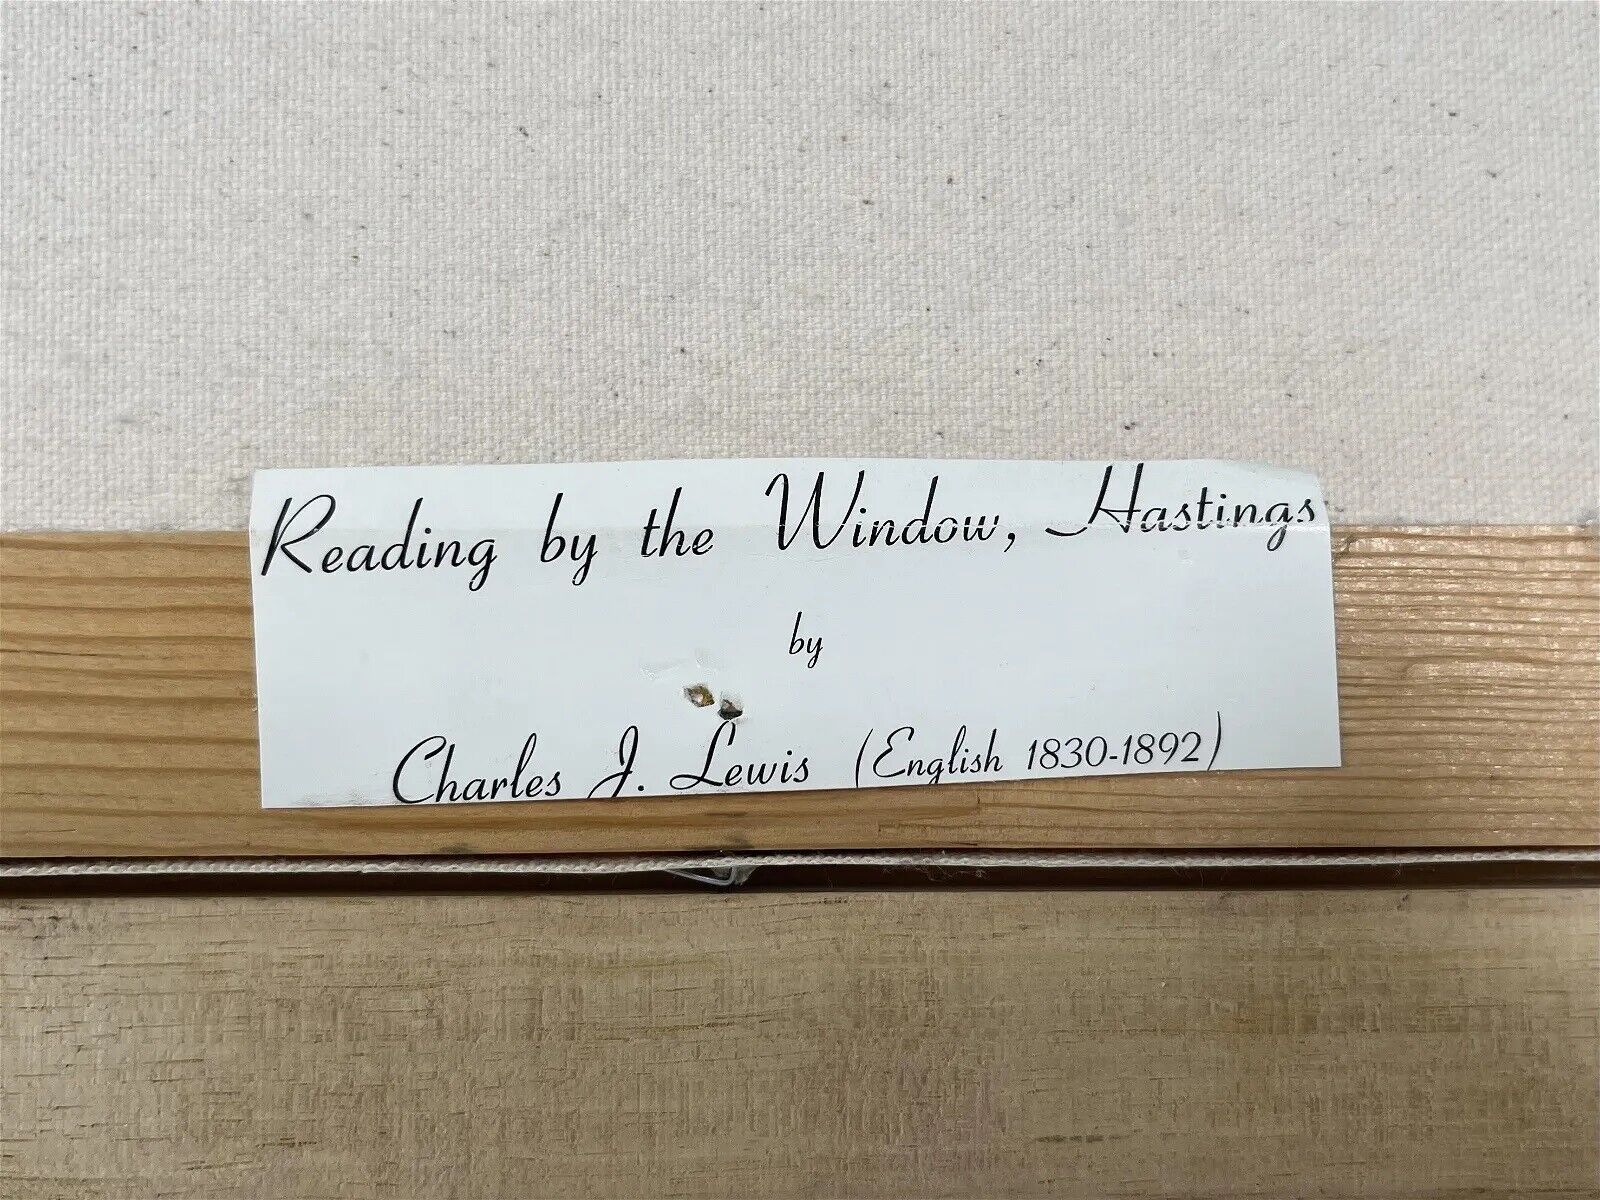 Reading by the Window, Hastings
by
Charles J. Lewis (English 1830-1892)